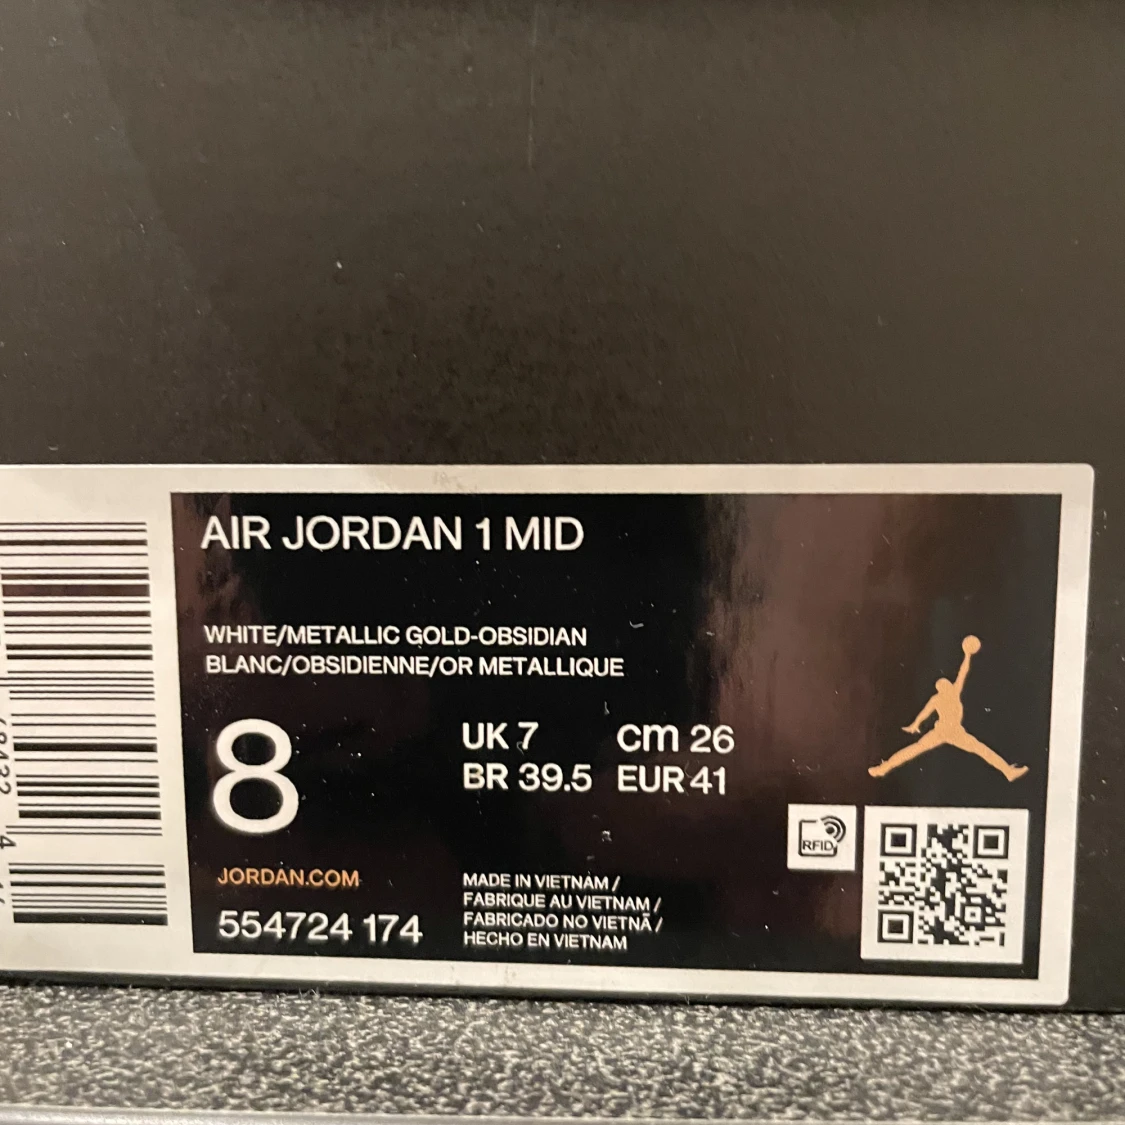 AIR JORDAN 1 MID
WHITE/METALLIC GOLD-OBSIDIAN
BLANC/OBSIDIENNE/OR METALLIQUE
8
UK 7 cm 26
BR 39.5 EUR 41
RFID
JORDAN.COM
554724 174
MADE IN VIETNAM /
FABRIQUE AU VIETNAM /
FABRICADO NO VIETNÃ /
HECHO EN VIETNAM